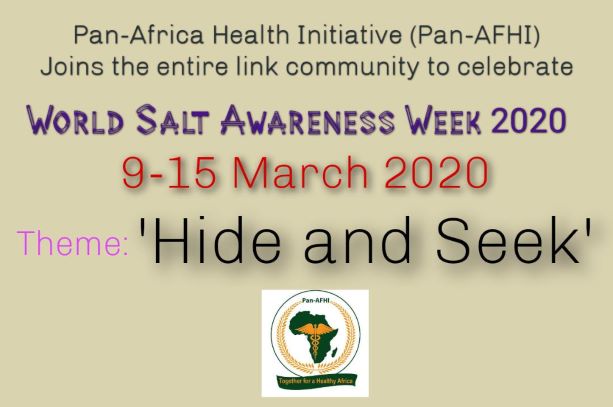 Pan-Africa Health Initiative (Pan-AFHI)
Joins the entire link community to celebrate
World Salt Awareness Week 2020
9-15 March 2020
Theme: 'Hide and Seek'
Pan-AFHI
Together for a Healthy Africa